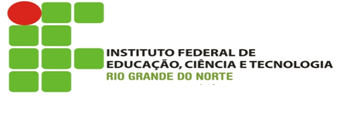 INSTITUTO FEDERAL DE
EDUCAÇÃO, CIÊNCIA E TECNOLOGIA
RIO GRANDE DO NORTE